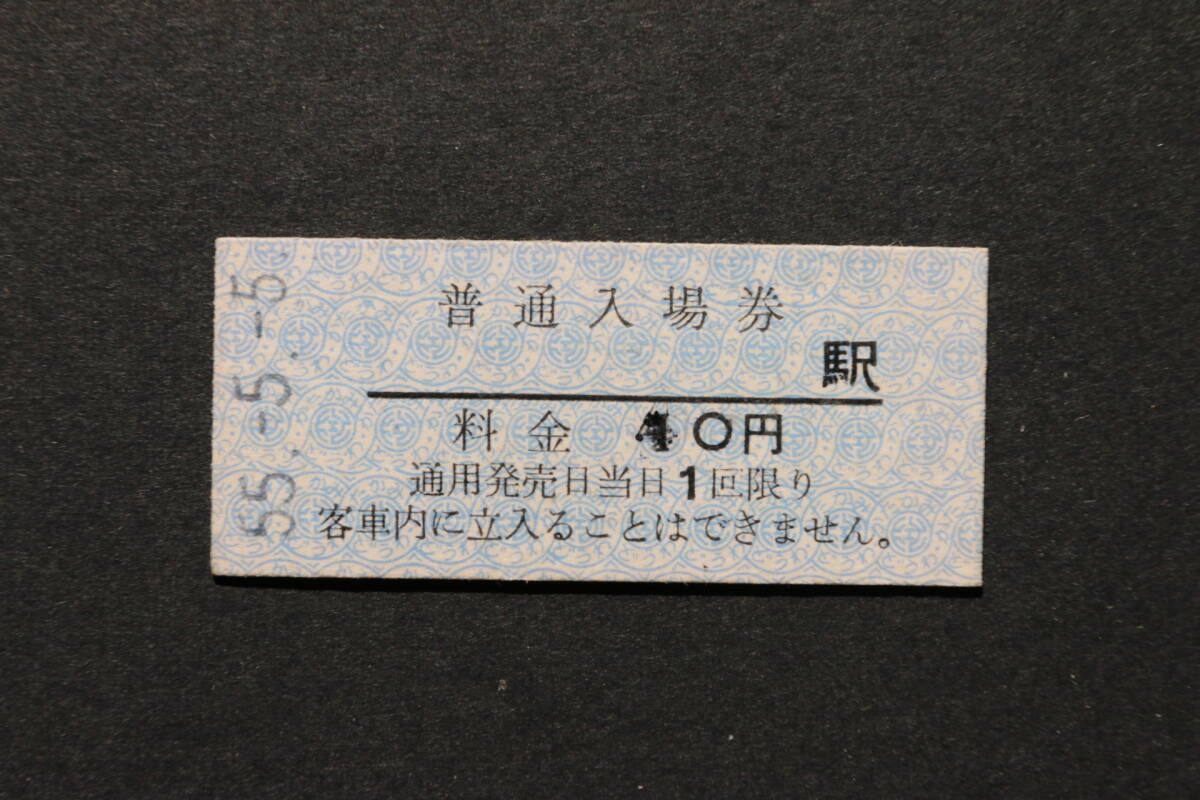 普通入場券
駅
料金 40円
通用発売日当日1回限り
客車内に立入ることはできません。
55.-5.-5.